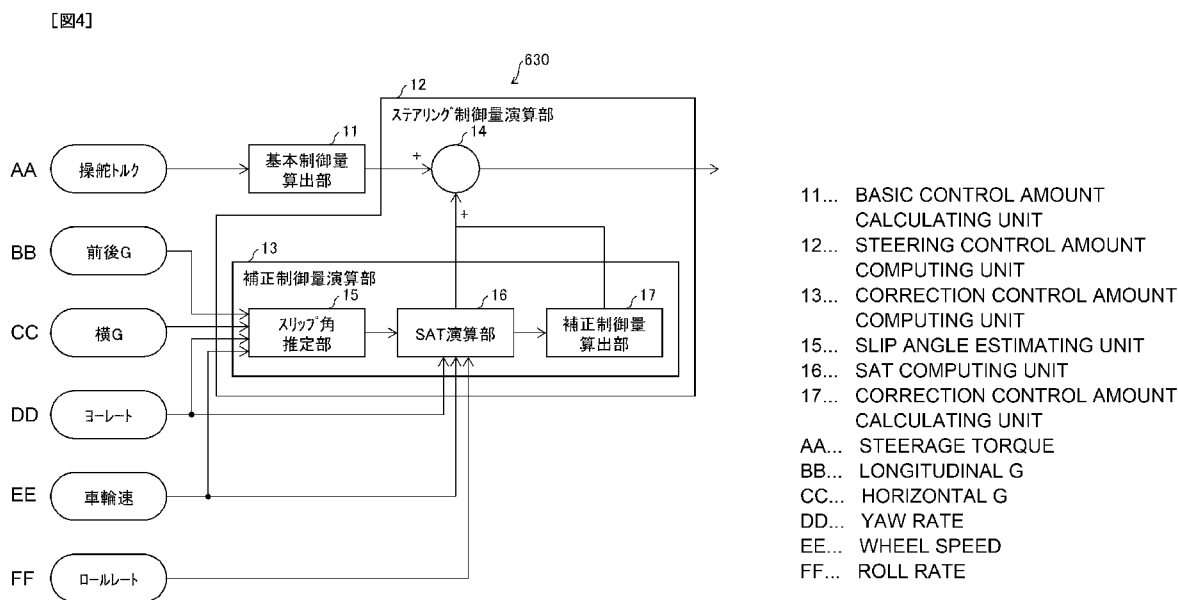 [図4]
630
12
ステアリング制御量演算部
11
14
AA
操舵トルク
基本制御量
算出部
+
+
BB
前後G
13
補正制御量演算部
15
16
17
CC
横G
スリップ角
推定部
SAT演算部
補正制御量
算出部
DD
ヨーレート
EE
車輪速
FF
ロールレート
11... BASIC CONTROL AMOUNT
CALCULATING UNIT
12... STEERING CONTROL AMOUNT
COMPUTING UNIT
13... CORRECTION CONTROL AMOUNT
COMPUTING UNIT
15... SLIP ANGLE ESTIMATING UNIT
16... SAT COMPUTING UNIT
17... CORRECTION CONTROL AMOUNT
CALCULATING UNIT
AA... STEERAGE TORQUE
BB... LONGITUDINAL G
CC... HORIZONTAL G
DD... YAW RATE
EE... WHEEL SPEED
FF... ROLL RATE